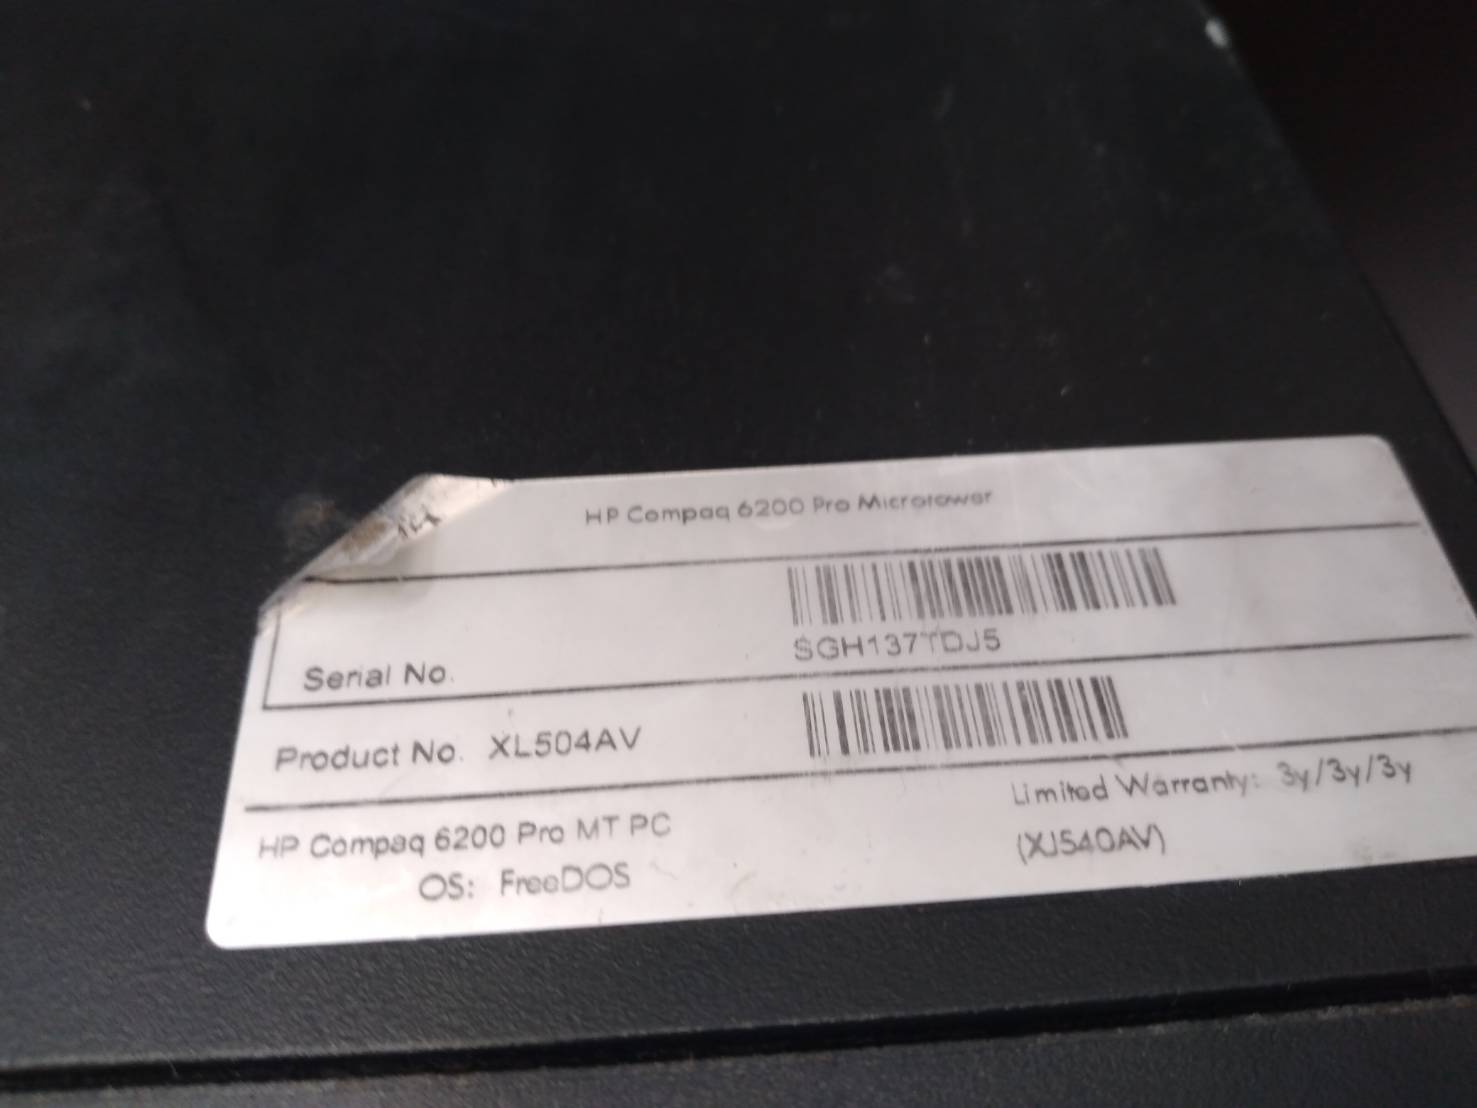 HP Compaq 6200 Pro Microtower
SGH137TDJ5
Serial No.
Product No. XL504AV
Limited Warranty: 3y/3y/3y
HP Compaq 6200 Pro MT PC
(XJ540AV)
OS: FreeDOS